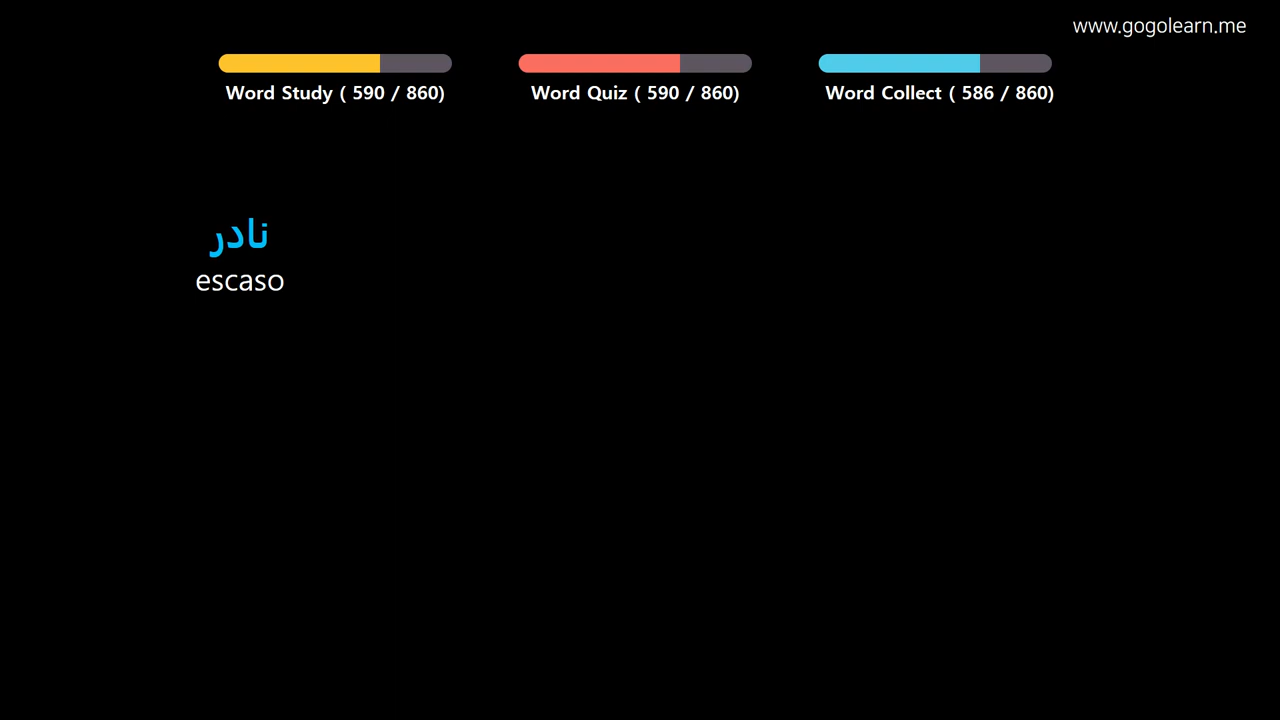 www.gogolearn.me
Word Study ( 590 / 860)
Word Quiz ( 590 / 860)
Word Collect ( 586 / 860)
نادر
escaso